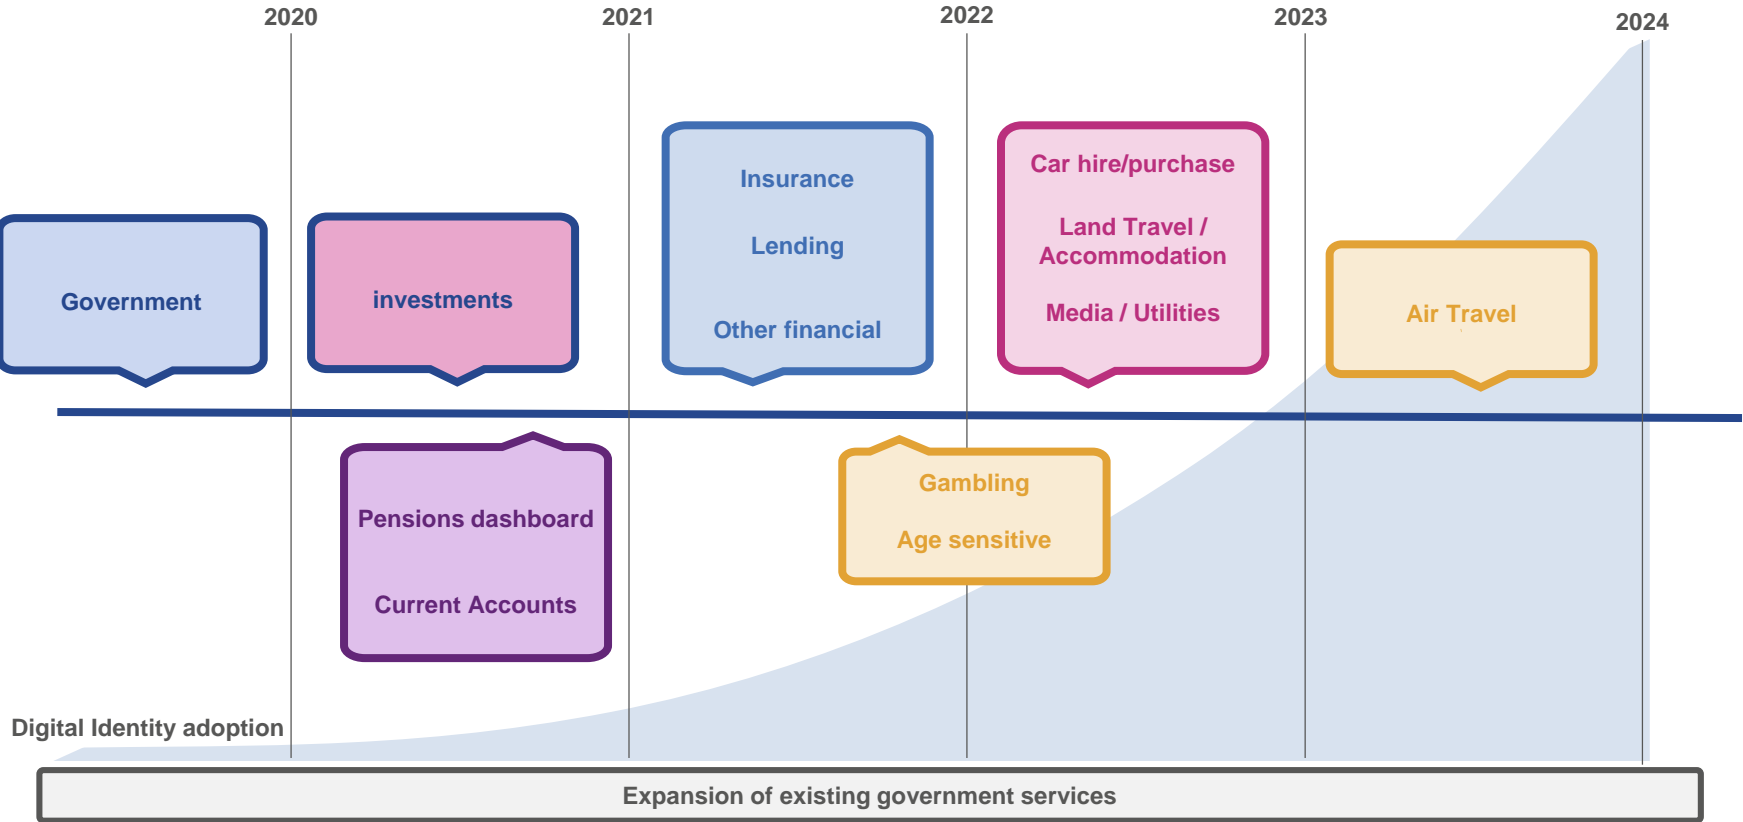 2020
2021
2022
2023
2024
Government
investments
Insurance
Lending
Other financial
Car hire/purchase
Land Travel /
Accommodation
Media / Utilities
Air Travel
Pensions dashboard
Current Accounts
Gambling
Age sensitive
Digital Identity adoption
Expansion of existing government services